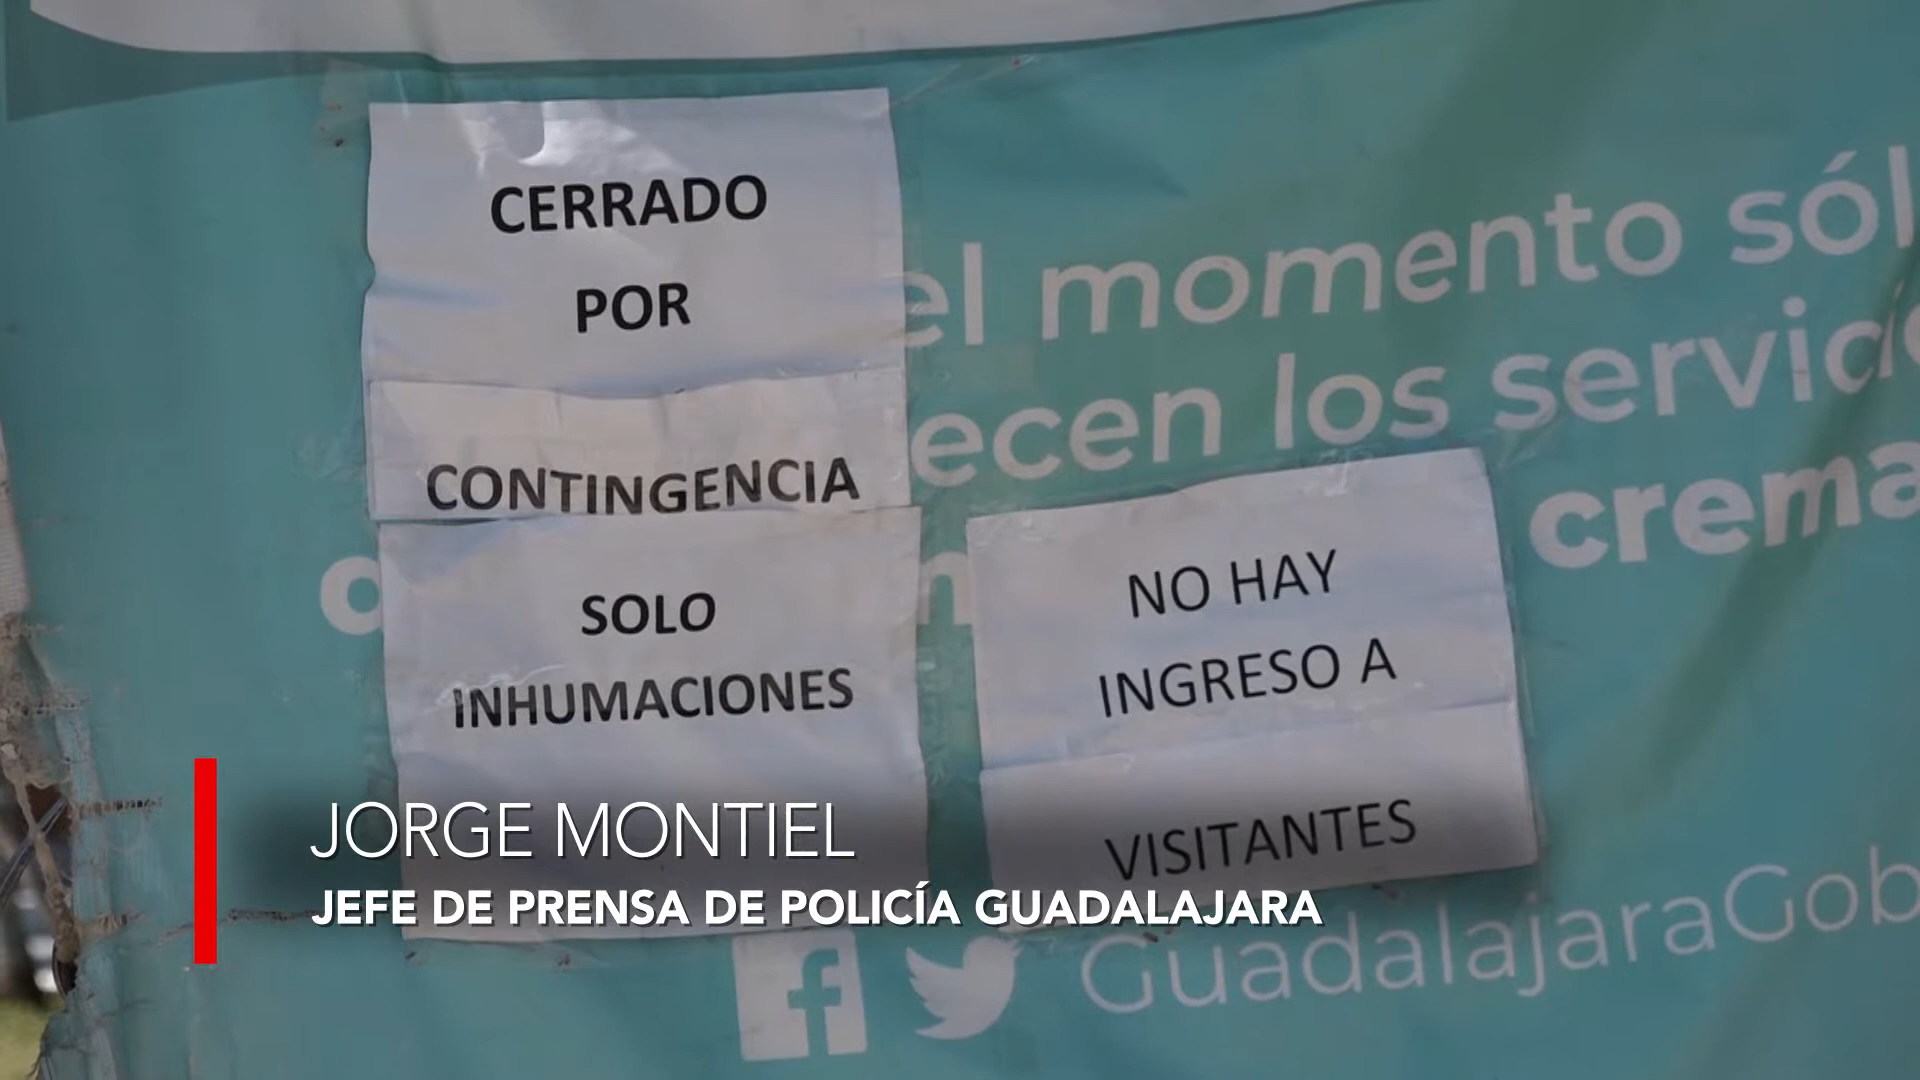 CERRADO
POR
CONTINGENCIA
SOLO
INHUMACIONES
el momento sól
ecen los servicio
crema
NO HAY
INGRESO A
VISITANTES
JORGE MONTIEL
JEFE DE PRENSA DE POLICÍA GUADALAJARA
GuadalajaraGob